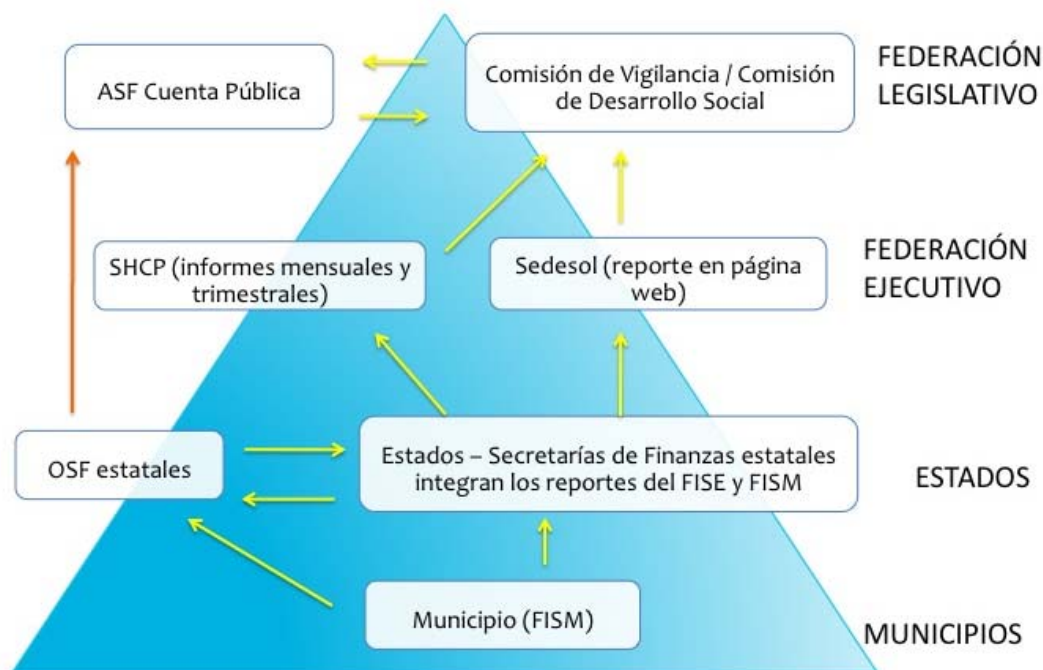 ASF Cuenta Pública
Comisión de Vigilancia / Comisión
de Desarrollo Social
FEDERACIÓN
LEGISLATIVO
SHCP (informes mensuales y
trimestrales)
Sedesol (reporte en página
web)
FEDERACIÓN
EJECUTIVO
OSF estatales
Estados – Secretarías de Finanzas estatales
integran los reportes del FISE y FISM
ESTADOS
Municipio (FISM)
MUNICIPIOS